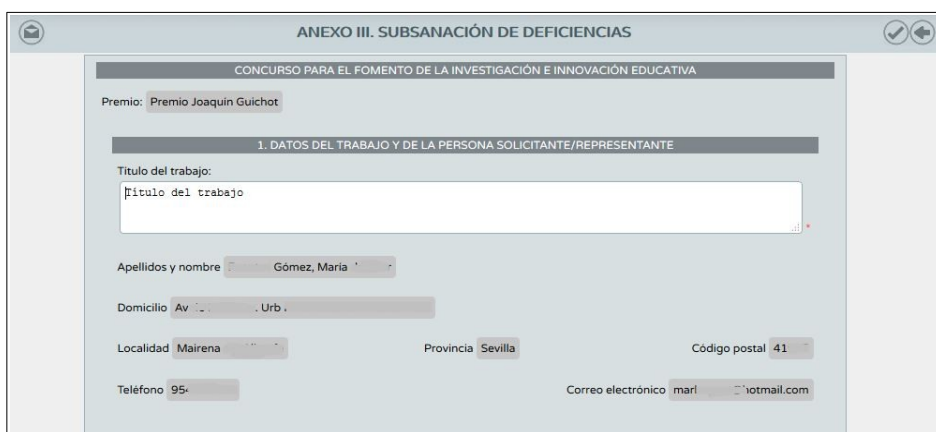 ANEXO III. SUBSANACIÓN DE DEFICIENCIAS
CONCURSO PARA EL FOMENTO DE LA INVESTIGACIÓN E INNOVACIÓN EDUCATIVA
Premio: Premio Joaquín Guichot
1. DATOS DEL TRABAJO Y DE LA PERSONA SOLICITANTE/REPRESENTANTE
Título del trabajo:
Título del trabajo
*
Apellidos y nombre Gómez, María
Domicilio Av Urb
Localidad Mairena Provincia Sevilla Código postal 41
Teléfono 95 Correo electrónico marl hotmail.com